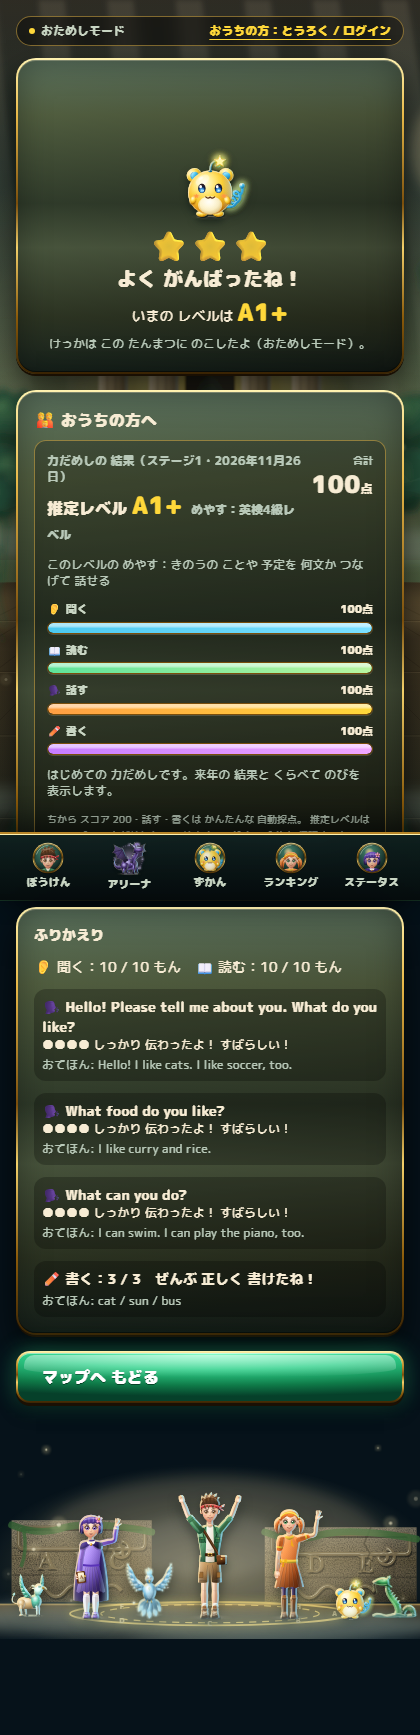 おためしモード
おうちの方：とうろく / ログイン
よく がんばったね！
いまの レベルは A1+
けっかは この たんまつに のこしたよ（おためしモード）。
おうちの方へ
力だめしの 結果（ステージ1・2026年11月26日）
合計
100点
推定レベル A1+ めやす：英検4級レベル
このレベルの めやす：きのうの ことや 予定を 何文か つなげて 話せる
聞く 100点
読む 100点
話す 100点
書く 100点
はじめての 力だめしです。来年の 結果と くらべて のびを 表示します。
ちから スコア 200・話す・書くは かんたんな 自動採点。 推定レベルは
ぼうけん
アリーナ
ずかん
ランキング
ステータス
ふりかえり
聞く：10 / 10 もん 読む：10 / 10 もん
Hello! Please tell me about you. What do you like?
●●●● しっかり 伝わったよ！ すばらしい！
おてほん: Hello! I like cats. I like soccer, too.
What food do you like?
●●●● しっかり 伝わったよ！ すばらしい！
おてほん: I like curry and rice.
What can you do?
●●●● しっかり 伝わったよ！ すばらしい！
おてほん: I can swim. I can play the piano, too.
書く：3 / 3 ぜんぶ 正しく 書けたね！
おてほん: cat / sun / bus
マップへ もどる
A
D E